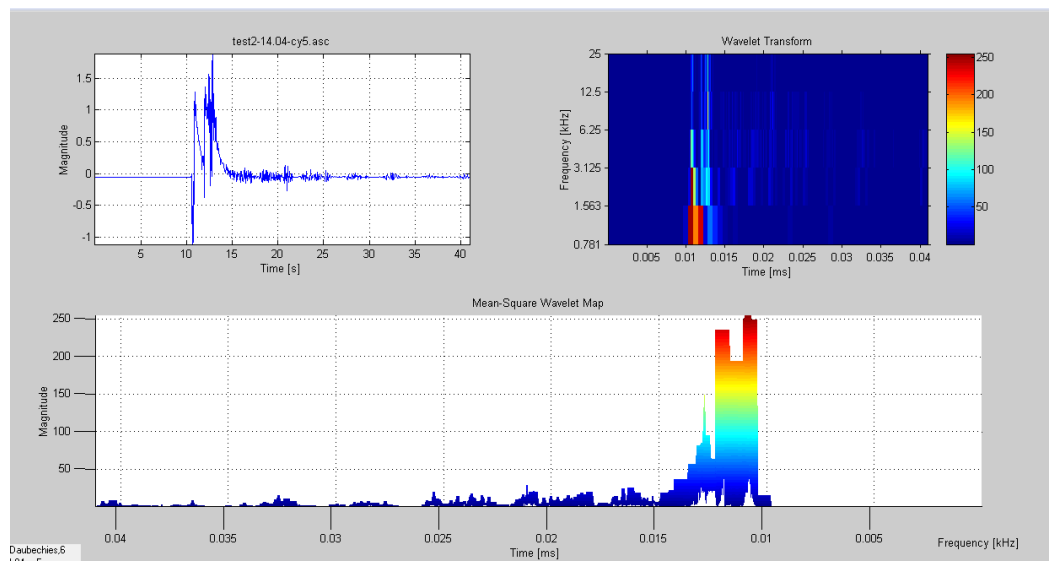 test2-14.04-cy5.asc
Magnitude
1.5
1
0.5
0
-0.5
-1
5 10 15 20 25 30 35 40
Time [s]
Wavelet Transform
Frequency [kHz]
25
12.5
6.25
3.125
1.563
0.781
0.005 0.01 0.015 0.02 0.025 0.03 0.035 0.04
Time [ms]
250
200
150
100
50
Mean-Square Wavelet Map
Magnitude
250
200
150
100
50
0.04 0.035 0.03 0.025 0.02 0.015 0.01 0.005
Time [ms]
Frequency [kHz]
Daubechies,6